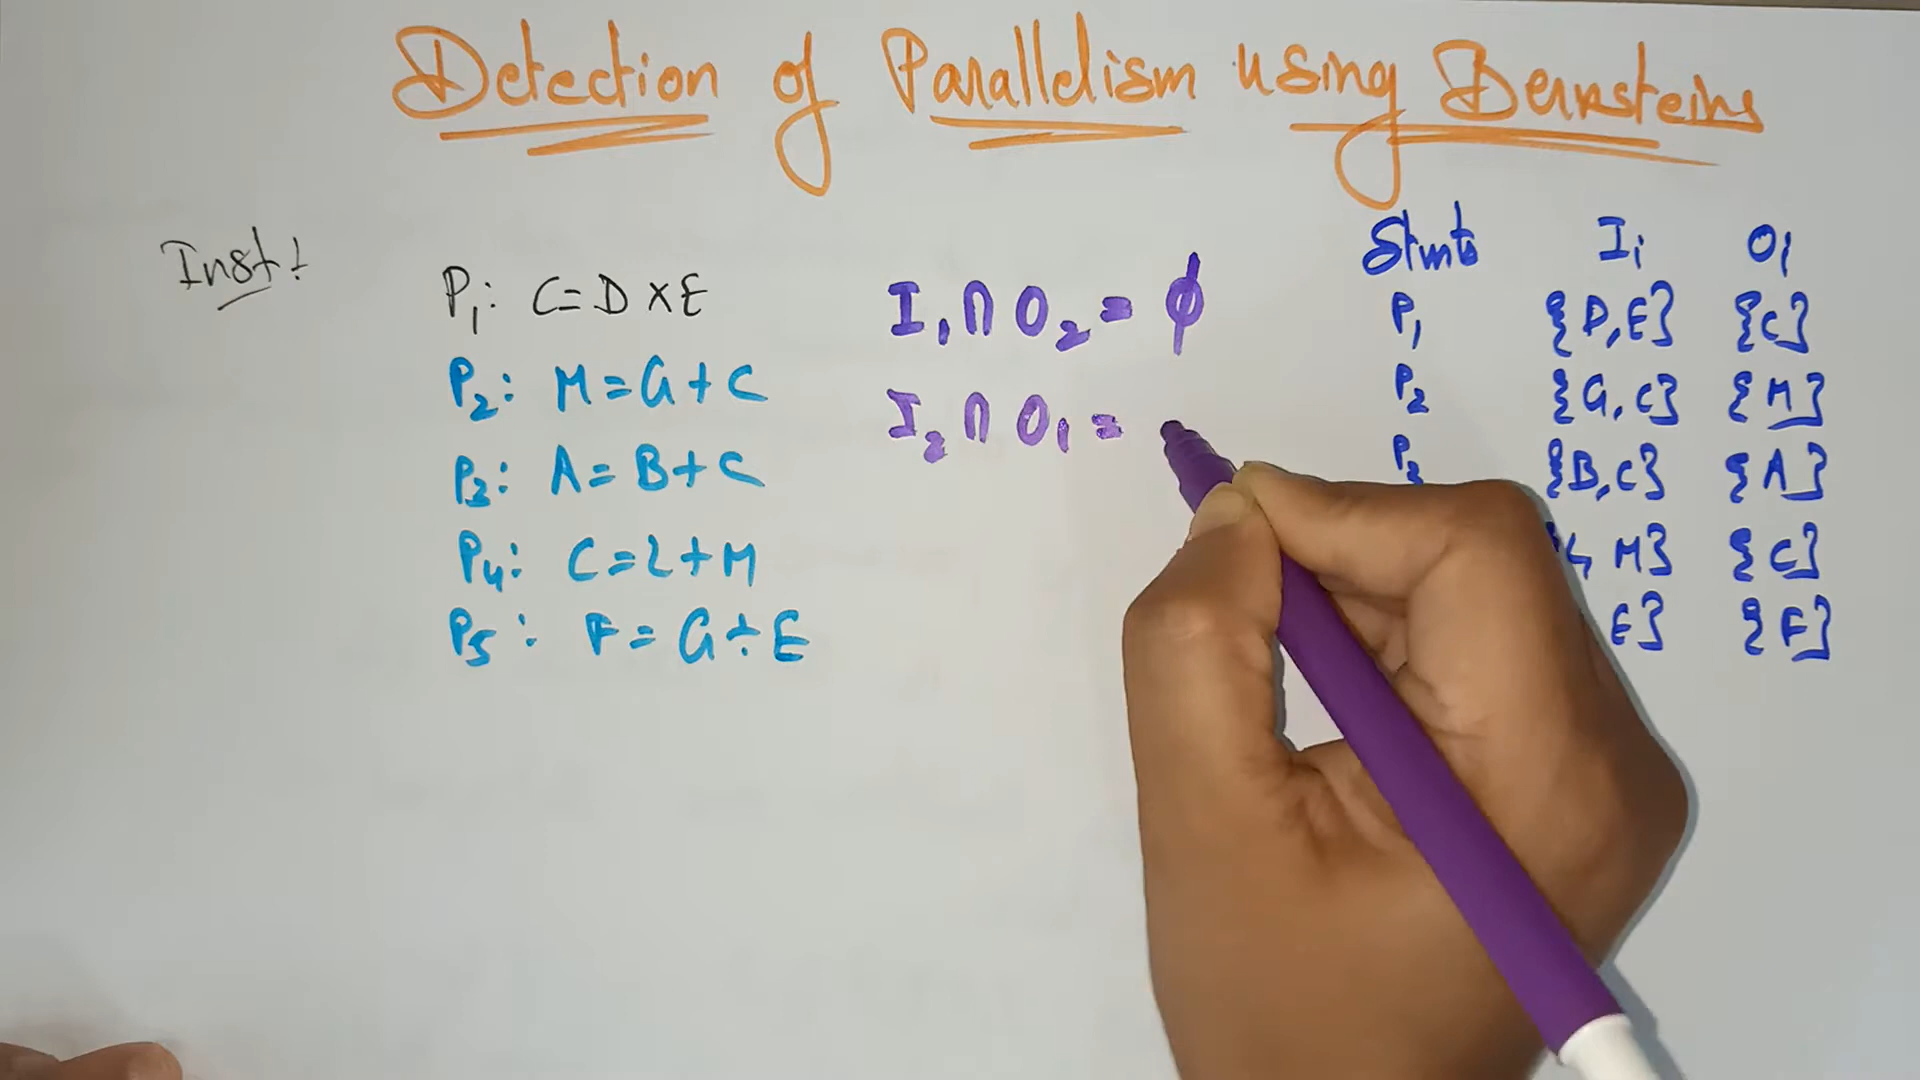 Detection of Parallelism using Bernsteins
Inst:
P1: C=D×E
P2: M=G+C
P3: A=B+C
P4: C=L+M
P5: F=G÷E
I1∩O2=ϕ
I2∩O1=
Stmts Ii Oi
P1 {D,E} {C}
P2 {G,C} {M}
P3 {B,C} {A}
M} {C}
E} {F}